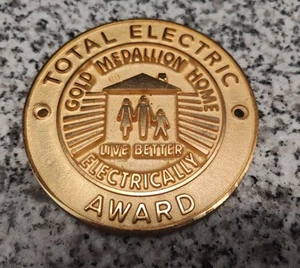 TOTAL ELECTRIC
GOLD MEDALLION HOME
LIVE BETTER
ELECTRICALLY
AWARD